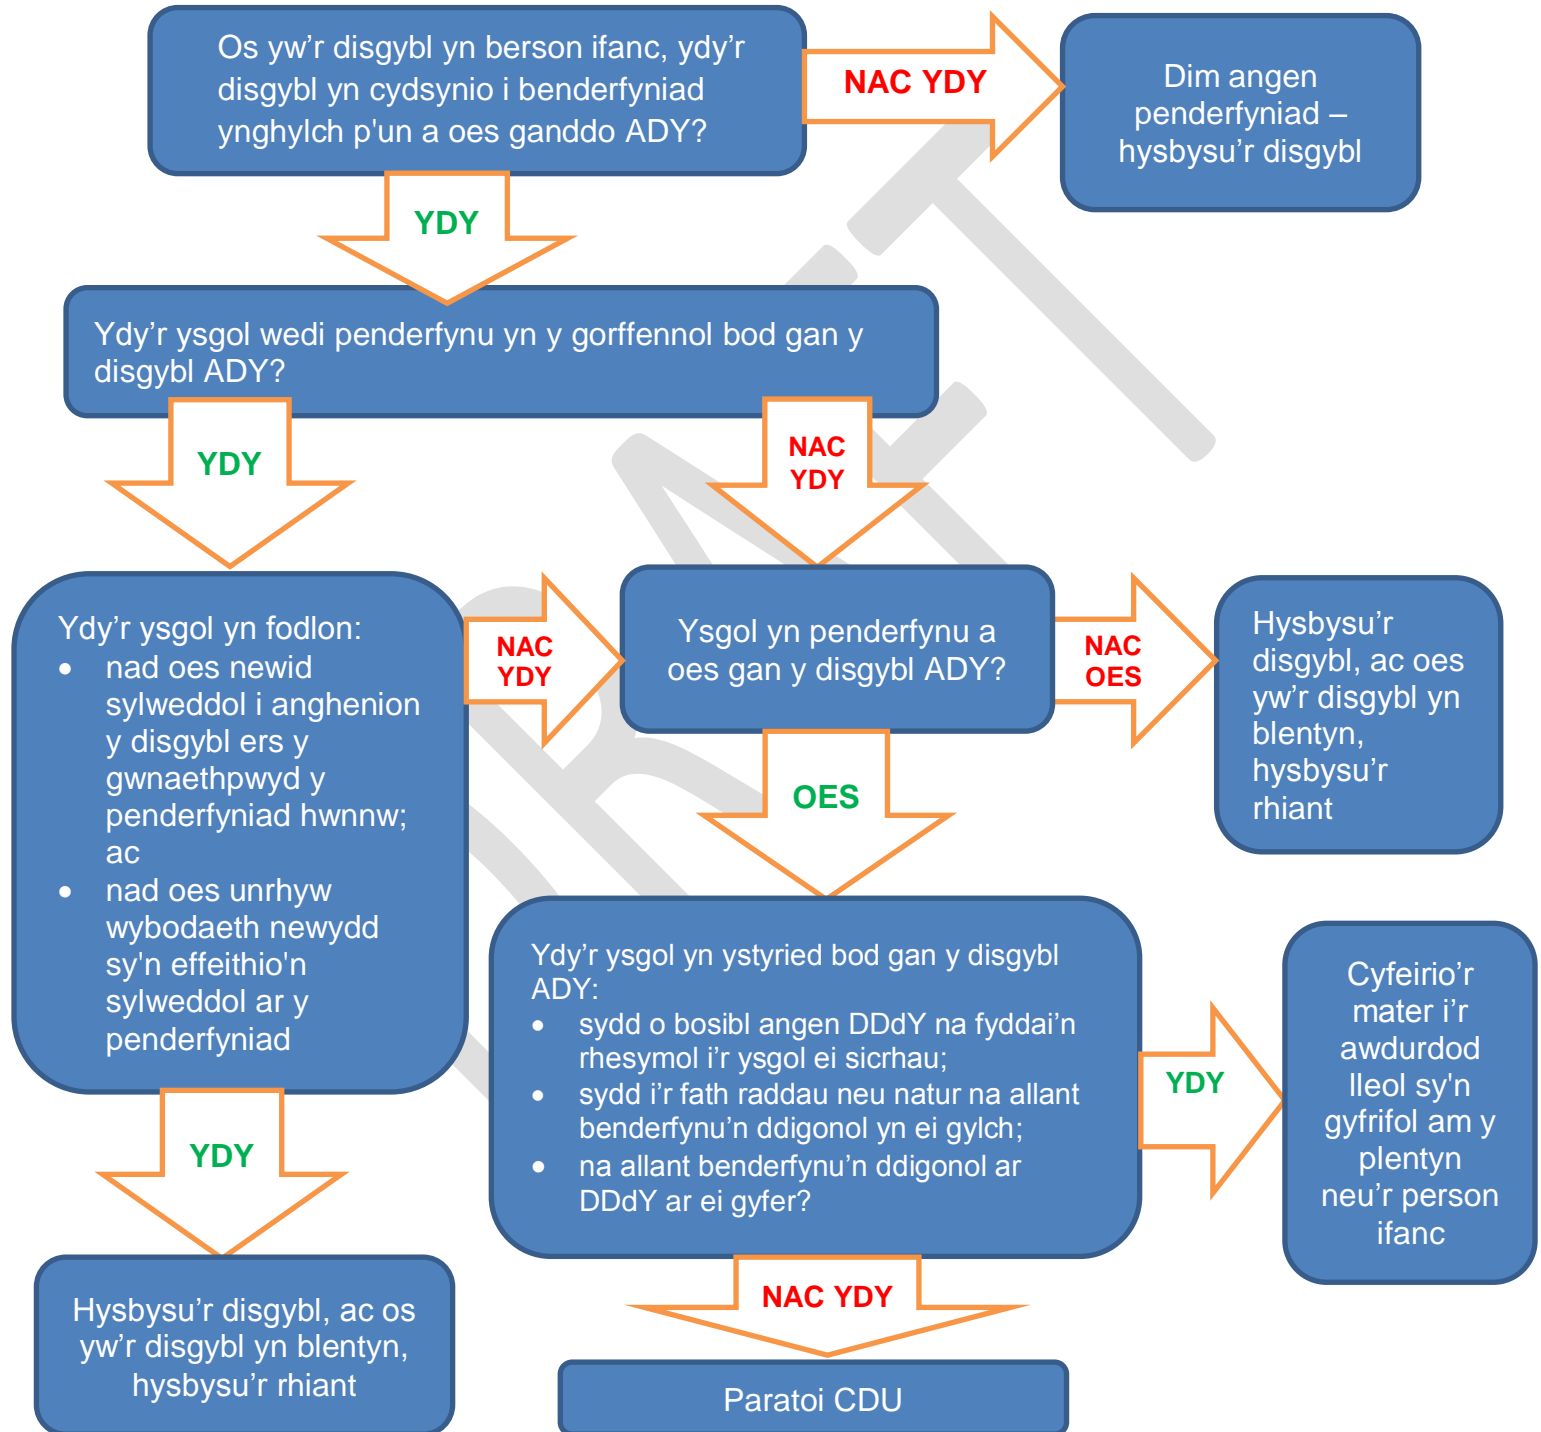 Os yw'r disgybl yn berson ifanc, ydy'r
disgybl yn cydsynio i benderfyniad
ynghylch p'un a oes ganddo ADY?
NAC YDY
Dim angen
penderfyniad –
hysbysu'r disgybl
YDY
Ydy'r ysgol wedi penderfynu yn y gorffennol bod gan y
disgybl ADY?
YDY
NAC
YDY
Ydy'r ysgol yn fodlon:
• nad oes newid
sylweddol i anghenion
y disgybl ers y
gwnaethpwyd y
penderfyniad hwnnw;
ac
• nad oes unrhyw
wybodaeth newydd
sy'n effeithio'n
sylweddol ar y
penderfyniad
NAC
YDY
Ysgol yn penderfynu a
oes gan y disgybl ADY?
NAC
OES
Hysbysu'r
disgybl, ac oes
yw'r disgybl yn
blentyn,
hysbysu'r
rhiant
OES
Ydy'r ysgol yn ystyried bod gan y disgybl
ADY:
• sydd o bosibl angen DDdY na fyddai'n
rhesymol i'r ysgol ei sicrhau;
• sydd i'r fath raddau neu natur na allant
benderfynu'n ddigonol yn ei gylch;
• na allant benderfynu'n ddigonol ar
DDdY ar ei gyfer?
YDY
Cyfeirio'r
mater i'r
awdurdod
lleol sy'n
gyfrifol am y
plentyn
neu'r person
ifanc
YDY
Hysbysu'r disgybl, ac os
yw'r disgybl yn blentyn,
hysbysu'r rhiant
NAC YDY
Paratoi CDU
DRAFT